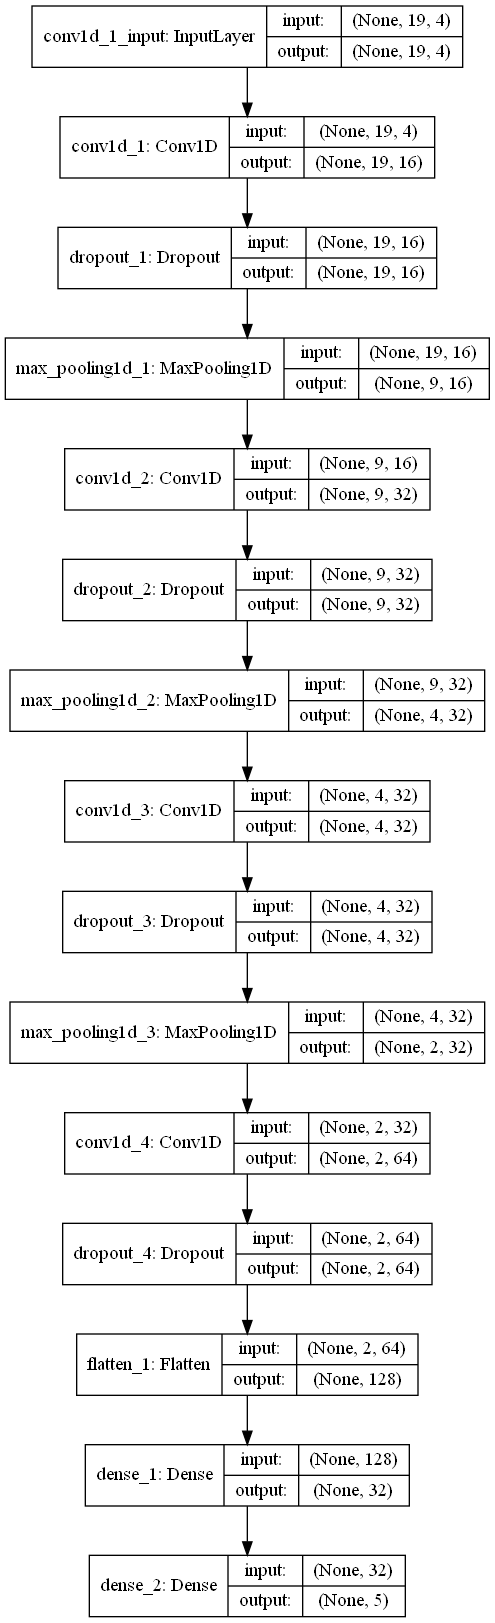 conv1d_1_input: InputLayer
input: (None, 19, 4)
output: (None, 19, 4)
conv1d_1: Conv1D
input: (None, 19, 4)
output: (None, 19, 16)
dropout_1: Dropout
input: (None, 19, 16)
output: (None, 19, 16)
max_pooling1d_1: MaxPooling1D
input: (None, 19, 16)
output: (None, 9, 16)
conv1d_2: Conv1D
input: (None, 9, 16)
output: (None, 9, 32)
dropout_2: Dropout
input: (None, 9, 32)
output: (None, 9, 32)
max_pooling1d_2: MaxPooling1D
input: (None, 9, 32)
output: (None, 4, 32)
conv1d_3: Conv1D
input: (None, 4, 32)
output: (None, 4, 32)
dropout_3: Dropout
input: (None, 4, 32)
output: (None, 4, 32)
max_pooling1d_3: MaxPooling1D
input: (None, 4, 32)
output: (None, 2, 32)
conv1d_4: Conv1D
input: (None, 2, 32)
output: (None, 2, 64)
dropout_4: Dropout
input: (None, 2, 64)
output: (None, 2, 64)
flatten_1: Flatten
input: (None, 2, 64)
output: (None, 128)
dense_1: Dense
input: (None, 128)
output: (None, 32)
dense_2: Dense
input: (None, 32)
output: (None, 5)